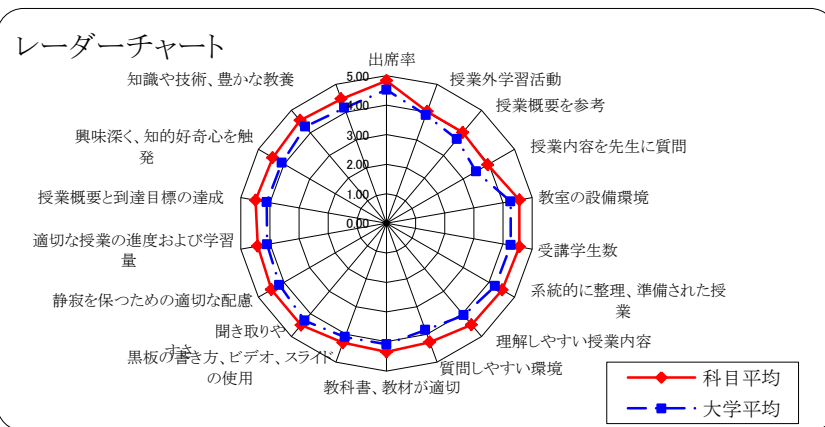 レーダーチャート
出席率
授業外学習活動
授業概要を参考
授業内容を先生に質問
教室の設備環境
受講学生数
系統的に整理、準備された授
業
理解しやすい授業内容
質問しやすい環境
教科書、教材が適切
黒板の書き方、ビデオ、スライド
の使用
聞き取りや
すさ
静寂を保つための適切な配慮
適切な授業の進度および学習
量
授業概要と到達目標の達成
興味深く、知的好奇心を触
発
知識や技術、豊かな教養
5.00
4.00
3.00
2.00
1.00
0.00
科目平均
大学平均